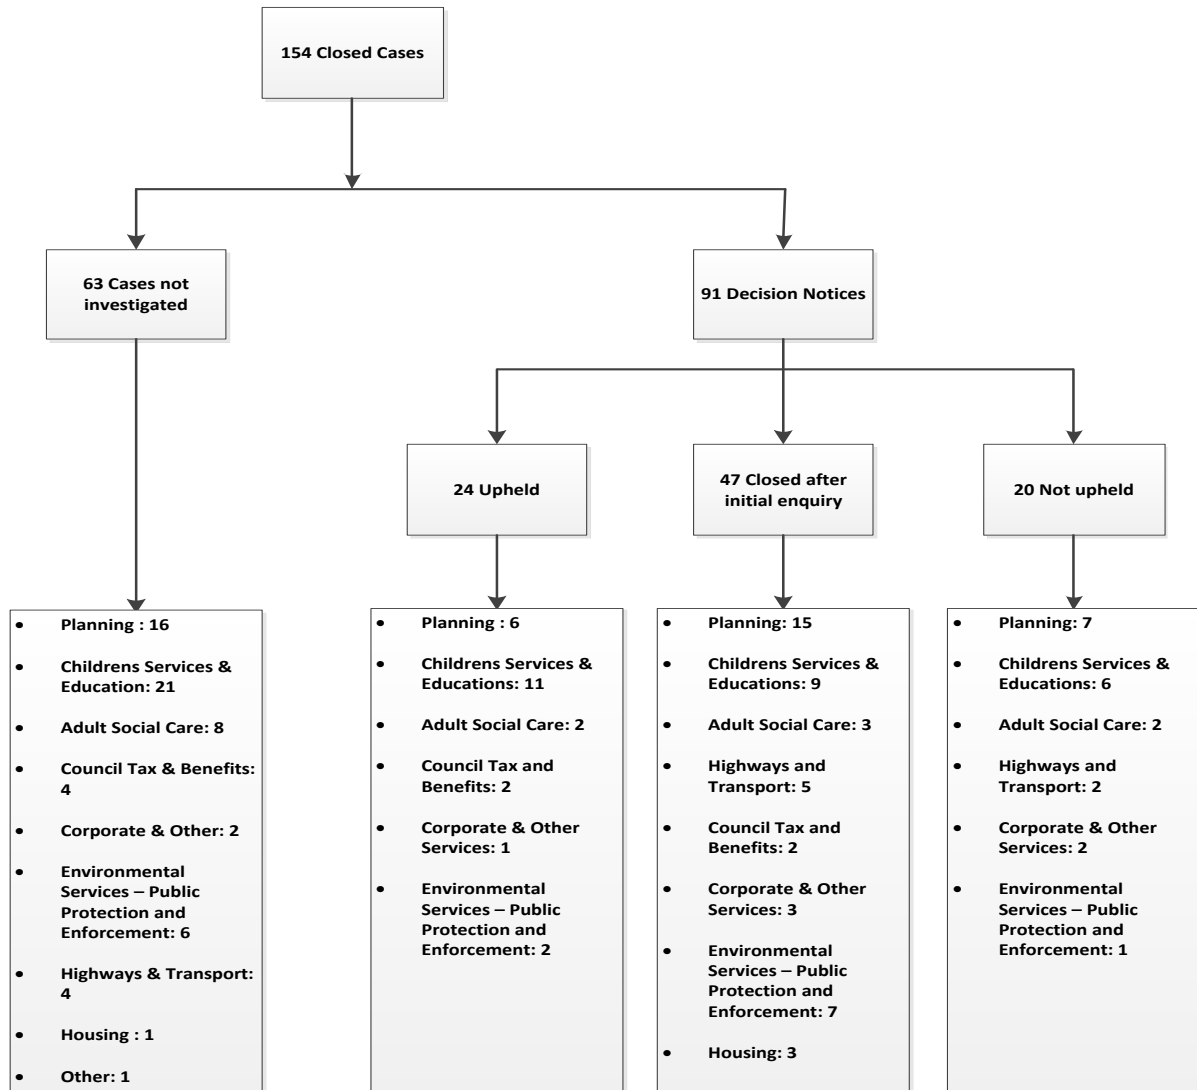 154 Closed Cases
63 Cases not
investigated
91 Decision Notices
24 Upheld
47 Closed after
initial enquiry
20 Not upheld
• Planning : 16
• Childrens Services &
Education: 21
• Adult Social Care: 8
• Council Tax & Benefits:
4
• Corporate & Other: 2
• Environmental
Services – Public
Protection and
Enforcement: 6
• Highways & Transport:
4
• Housing : 1
• Other: 1
• Planning : 6
• Childrens Services &
Educations: 11
• Adult Social Care: 2
• Council Tax and
Benefits: 2
• Corporate & Other
Services: 1
• Environmental
Services – Public
Protection and
Enforcement: 2
• Planning: 15
• Childrens Services &
Educations: 9
• Adult Social Care: 3
• Highways and
Transport: 5
• Council Tax and
Benefits: 2
• Corporate & Other
Services: 3
• Environmental
Services – Public
Protection and
Enforcement: 7
• Housing: 3
• Planning: 7
• Childrens Services &
Educations: 6
• Adult Social Care: 2
• Highways and
Transport: 2
• Corporate & Other
Services: 2
• Environmental
Services – Public
Protection and
Enforcement: 1